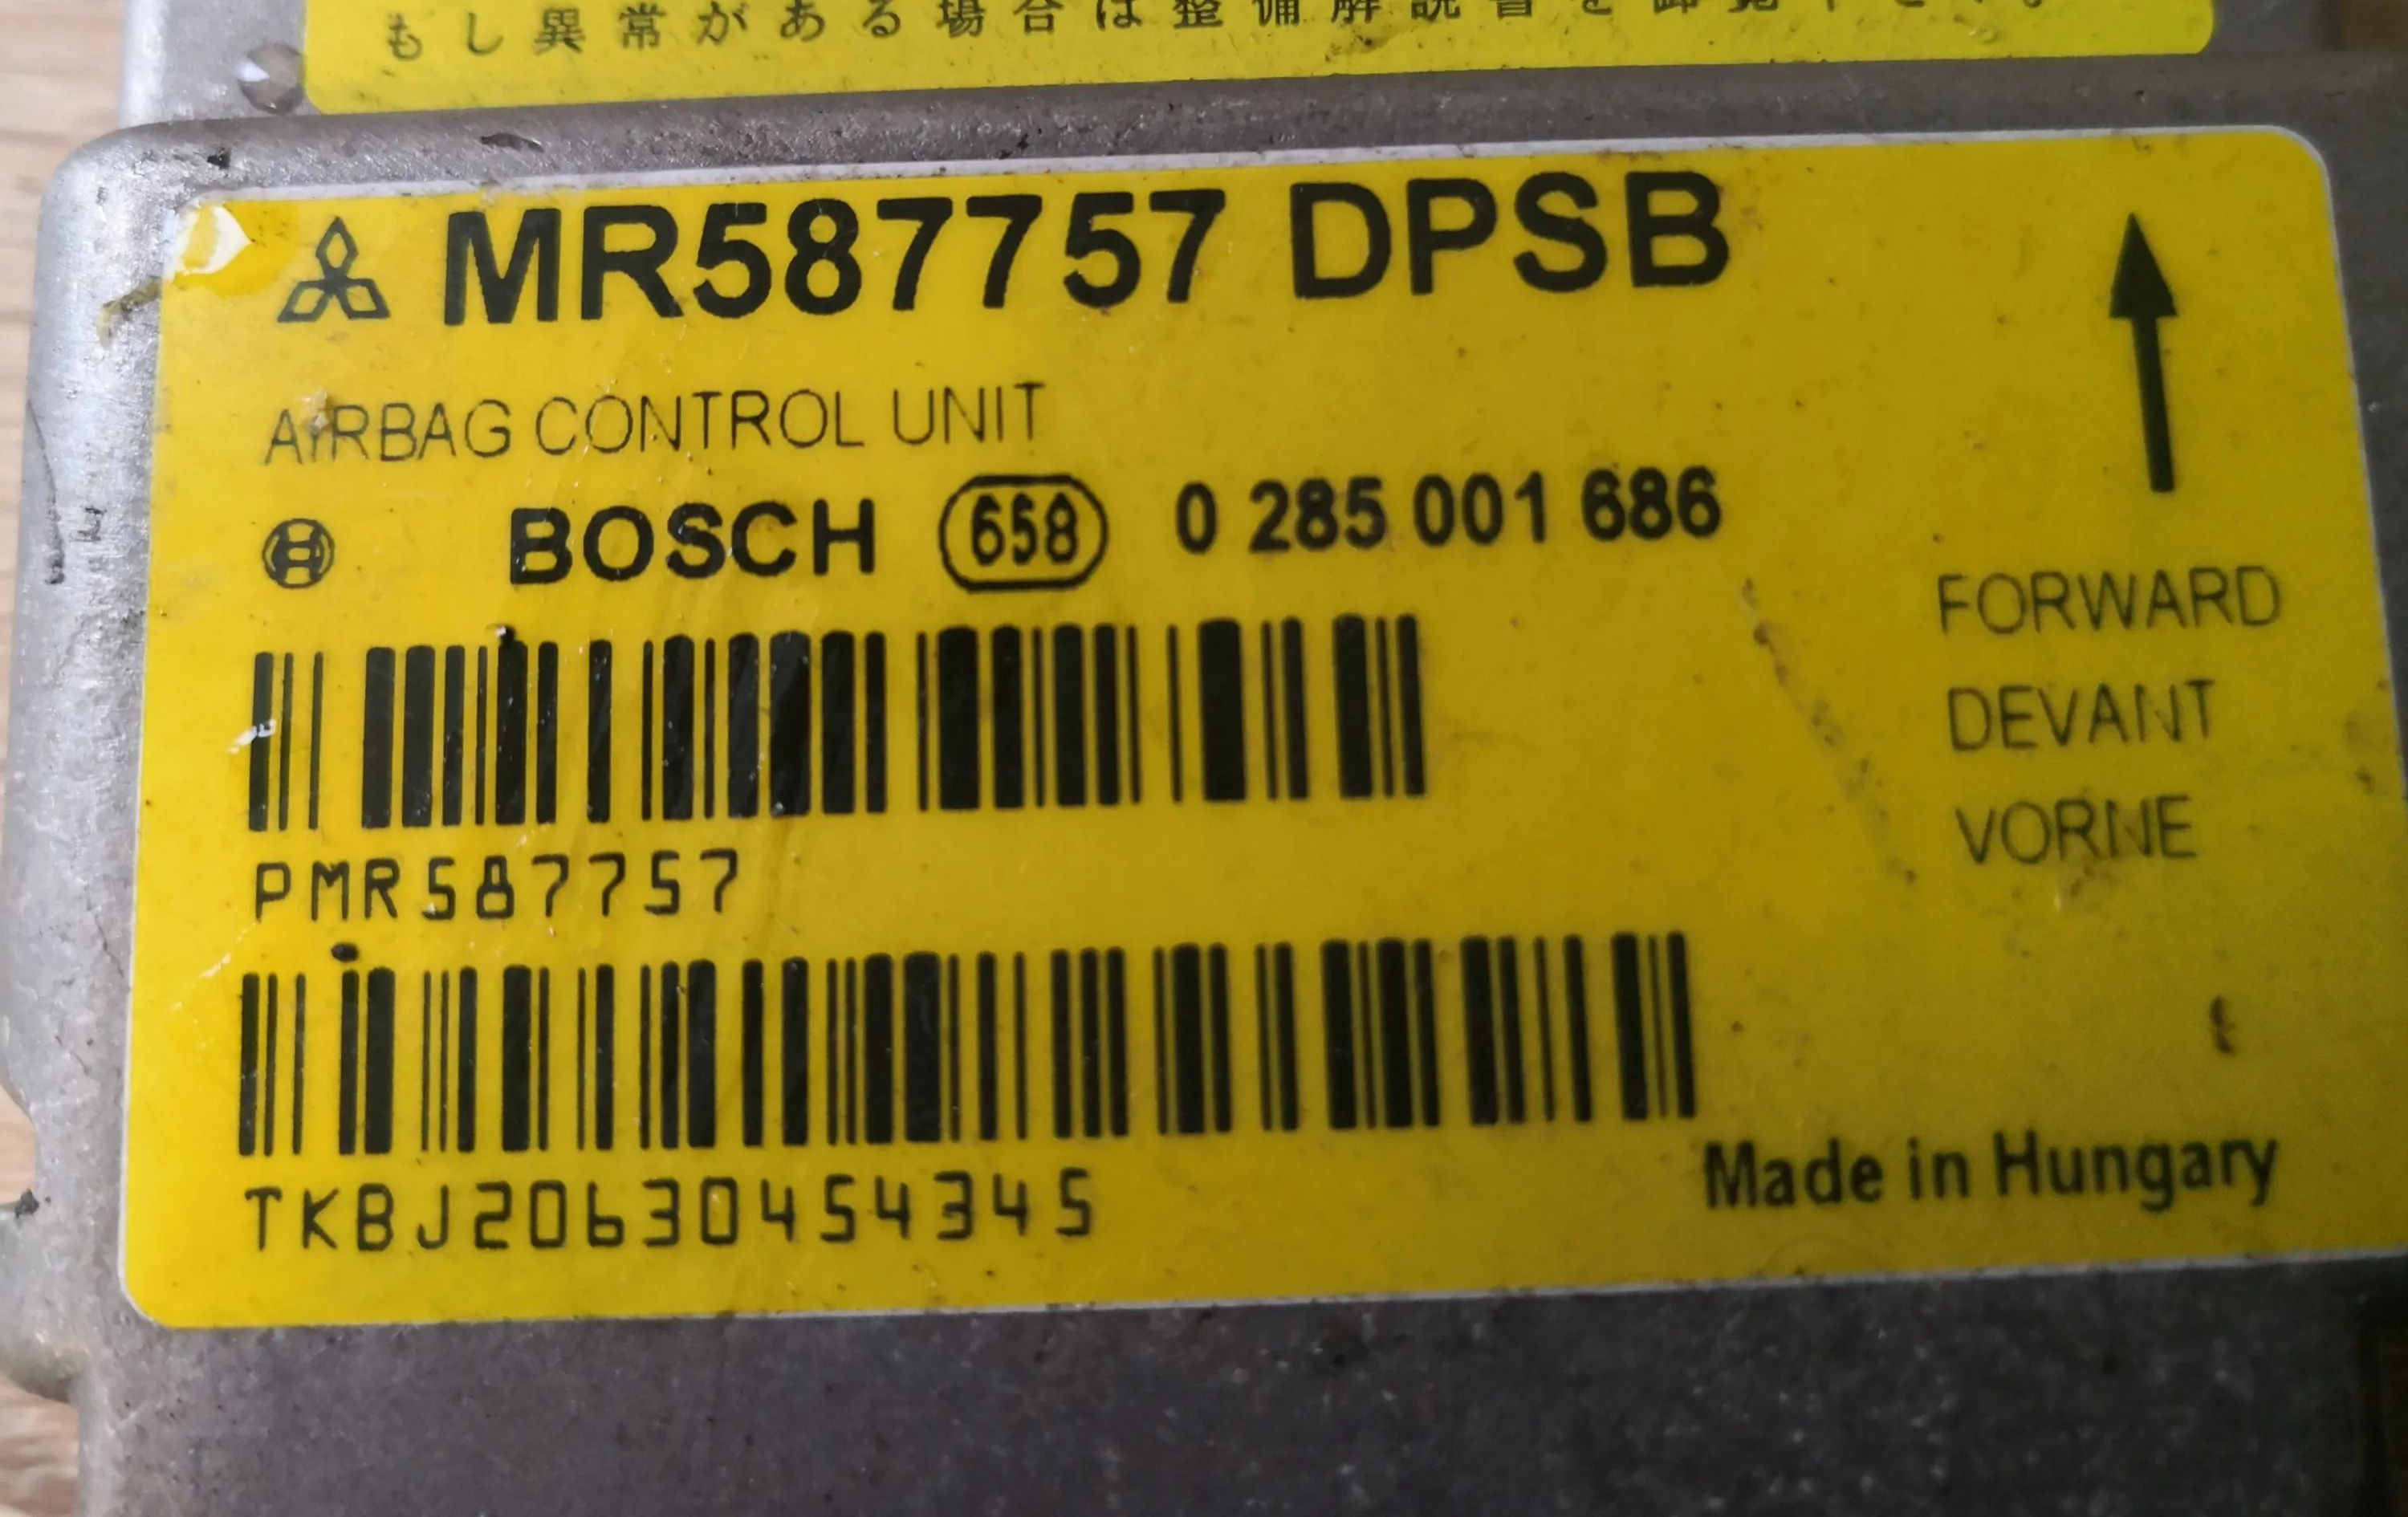 もし異常がある場合は整備解説書を御覧下さい。
MR587757 DPSB
AIRBAG CONTROL UNIT
BOSCH 658 0 285 001 686
FORWARD
DEVANT
VORNE
PMR587757
TKBJ20630454345
Made in Hungary